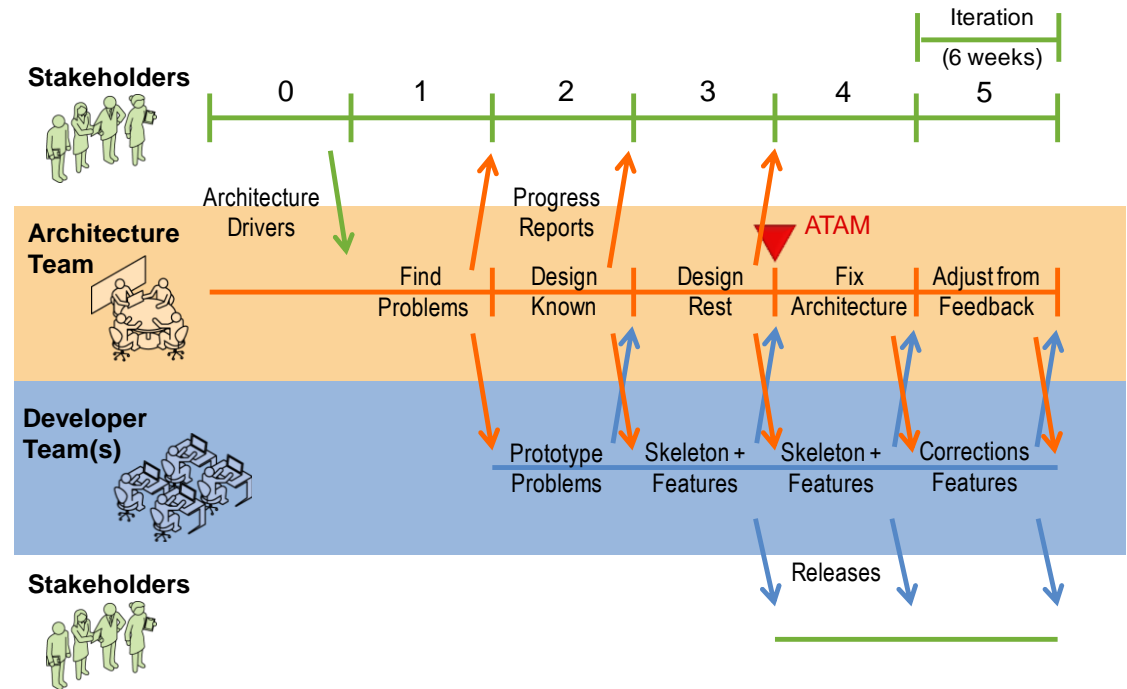 Iteration
(6 weeks)
Stakeholders
0 1 2 3 4 5
Architecture
Drivers
Progress
Reports
Architecture
Team
ATAM
Find
Problems
Design
Known
Design
Rest
Fix
Architecture
Adjust from
Feedback
Developer
Team(s)
Prototype
Problems
Skeleton +
Features
Skeleton +
Features
Corrections
Features
Releases
Stakeholders